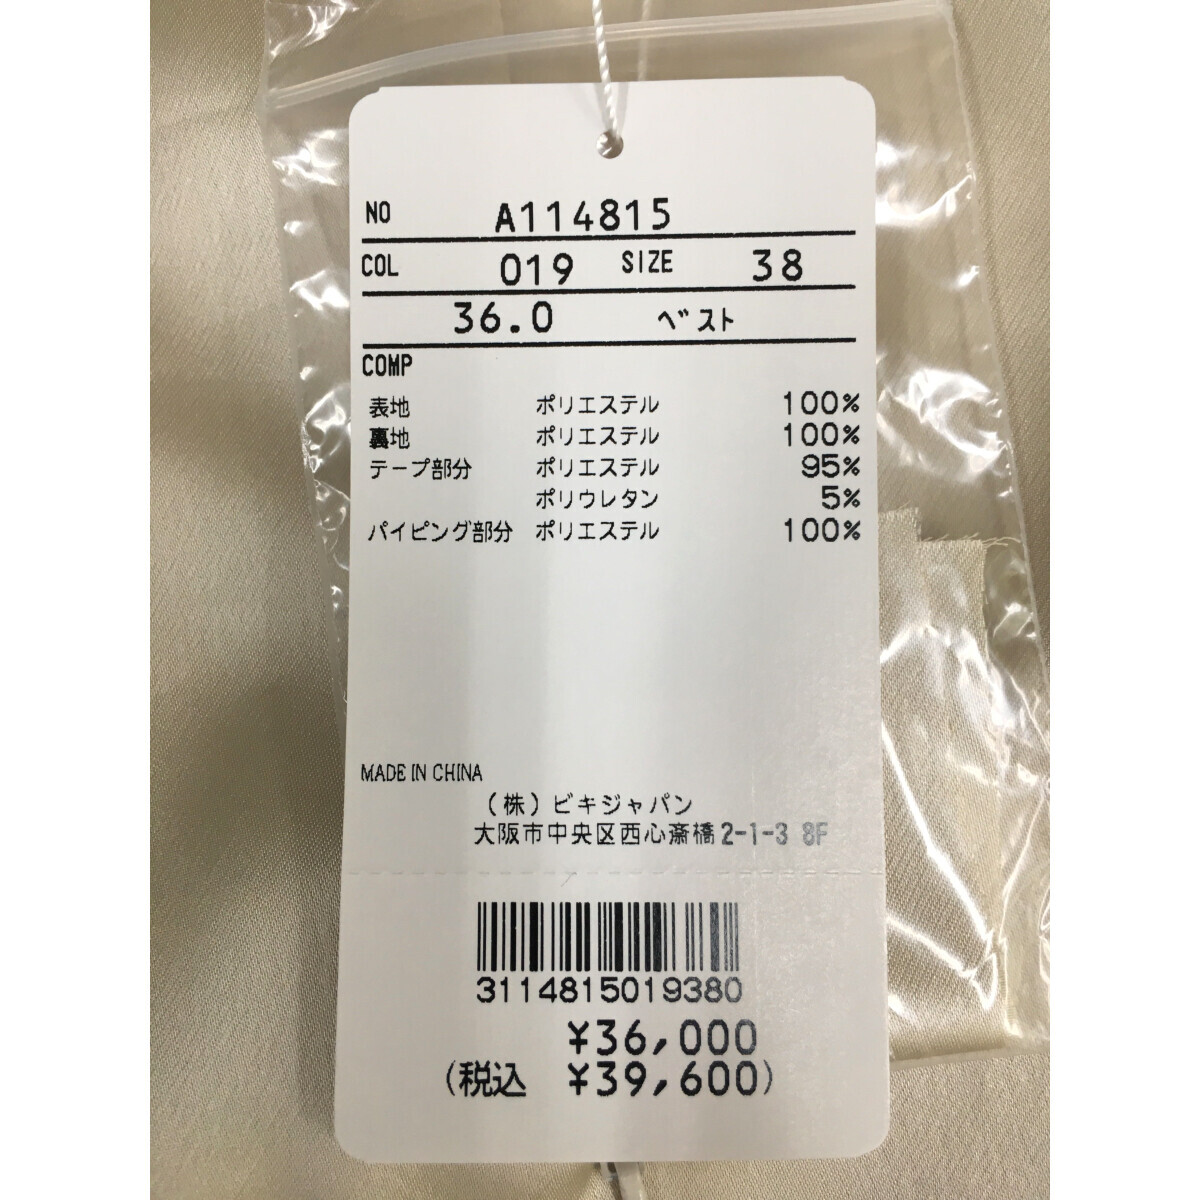 NO A114815
COL 019 SIZE 38
36.0 ベスト
COMP
表地 ポリエステル 100%
裏地 ポリエステル 100%
テープ部分 ポリエステル 95%
ポリウレタン 5%
パイピング部分 ポリエステル 100%
MADE IN CHINA
(株)ビキジャパン
大阪市中央区西心斎橋2-1-3 8F
3114815019380
¥36,000
(税込 ¥39,600)